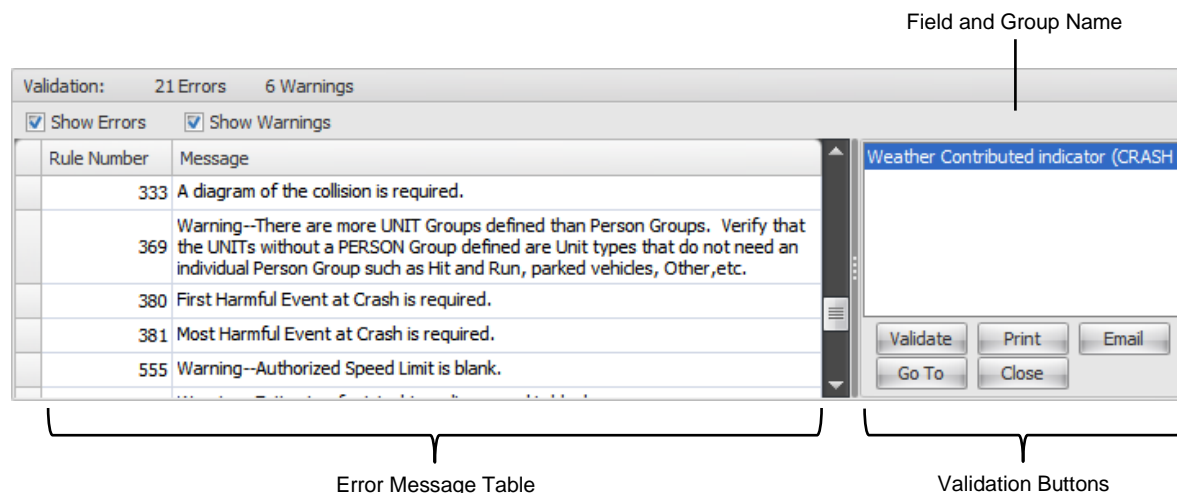 Field and Group Name
Validation: 21 Errors 6 Warnings
Show Errors Show Warnings
Rule Number Message
Weather Contributed indicator (CRASH
333 A diagram of the collision is required.
Warning--There are more UNIT Groups defined than Person Groups. Verify that
369 the UNITs without a PERSON Group defined are Unit types that do not need an
individual Person Group such as Hit and Run, parked vehicles, Other,etc.
380 First Harmful Event at Crash is required.
381 Most Harmful Event at Crash is required.
555 Warning--Authorized Speed Limit is blank.
Validate Print Email
Go To Close
Error Message Table
Validation Buttons